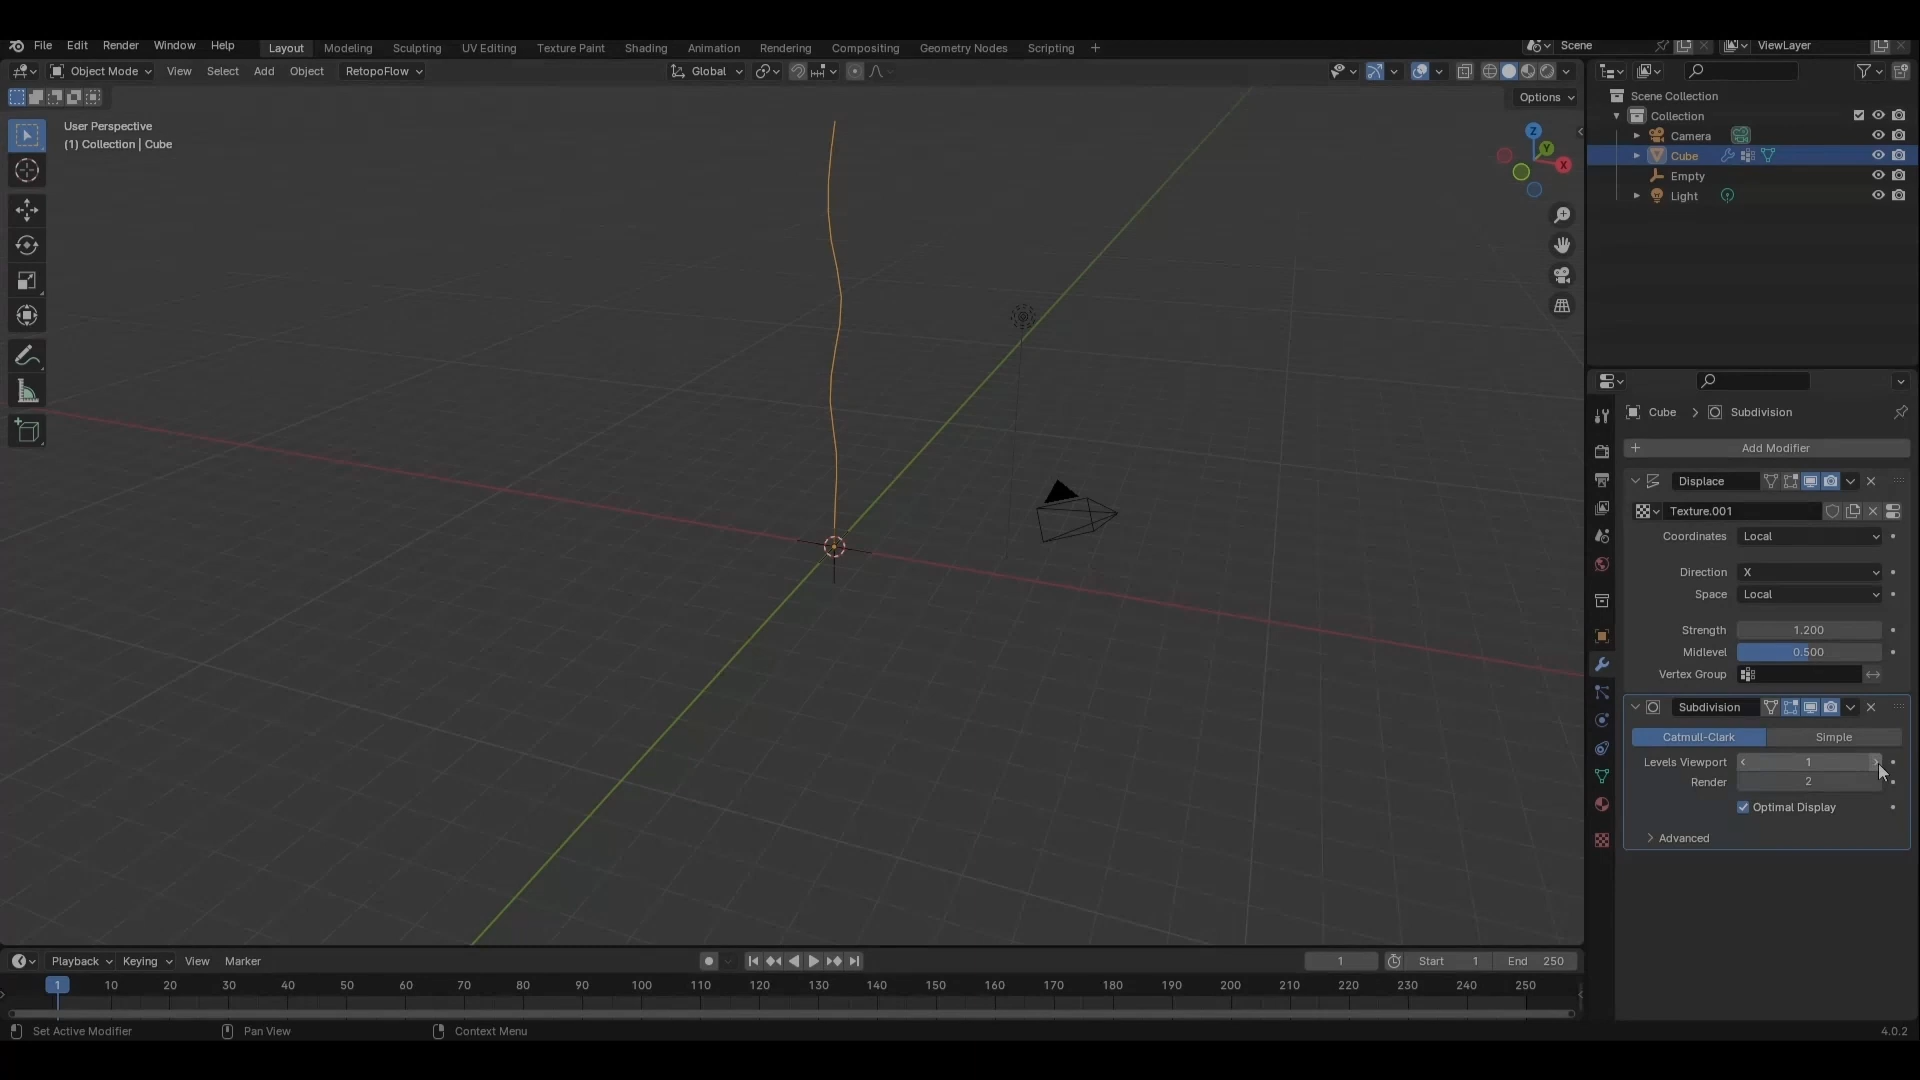 File Edit Render Window Help Layout Modeling Sculpting UV Editing Texture Paint Shading Animation Rendering Compositing Geometry Nodes Scripting + Scene ViewLayer
Object Mode View Select Add Object RetopoFlow Global
Options
User Perspective
(1) Collection | Cube
Z
Y
X
Scene Collection
Collection
Camera
Cube
Empty
Light
Cube > Subdivision
+ Add Modifier
Displace
Texture.001
Coordinates Local
Direction X
Space Local
Strength 1.200
Midlevel 0.500
Vertex Group
Subdivision
Catmull-Clark Simple
Levels Viewport 1
Render 2
Optimal Display
Advanced
Playback Keying View Marker 1 Start 1 End 250
1 10 20 30 40 50 60 70 80 90 100 110 120 130 140 150 160 170 180 190 200 210 220 230 240 250
Set Active Modifier Pan View Context Menu 4.0.2